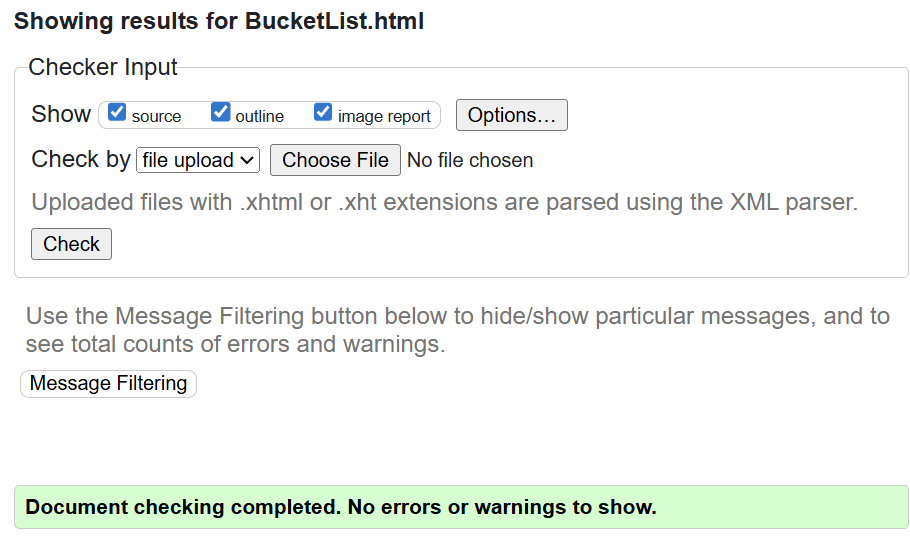 Showing results for BucketList.html
Checker Input
Show source outline image report Options...
Check by file upload Choose File No file chosen
Uploaded files with .xhtml or .xht extensions are parsed using the XML parser.
Check
Use the Message Filtering button below to hide/show particular messages, and to
see total counts of errors and warnings.
Message Filtering
Document checking completed. No errors or warnings to show.